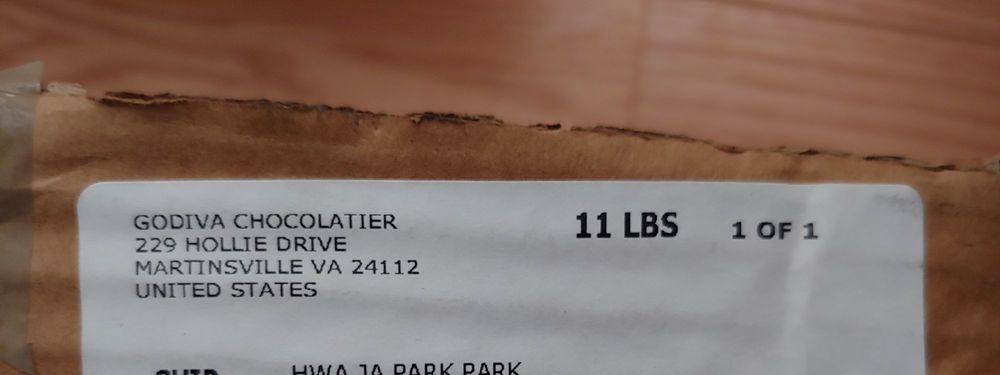 GODIVA CHOCOLATIER
229 HOLLIE DRIVE
MARTINSVILLE VA 24112
UNITED STATES
11 LBS 1 OF 1
SHIP HWA JA PARK PARK